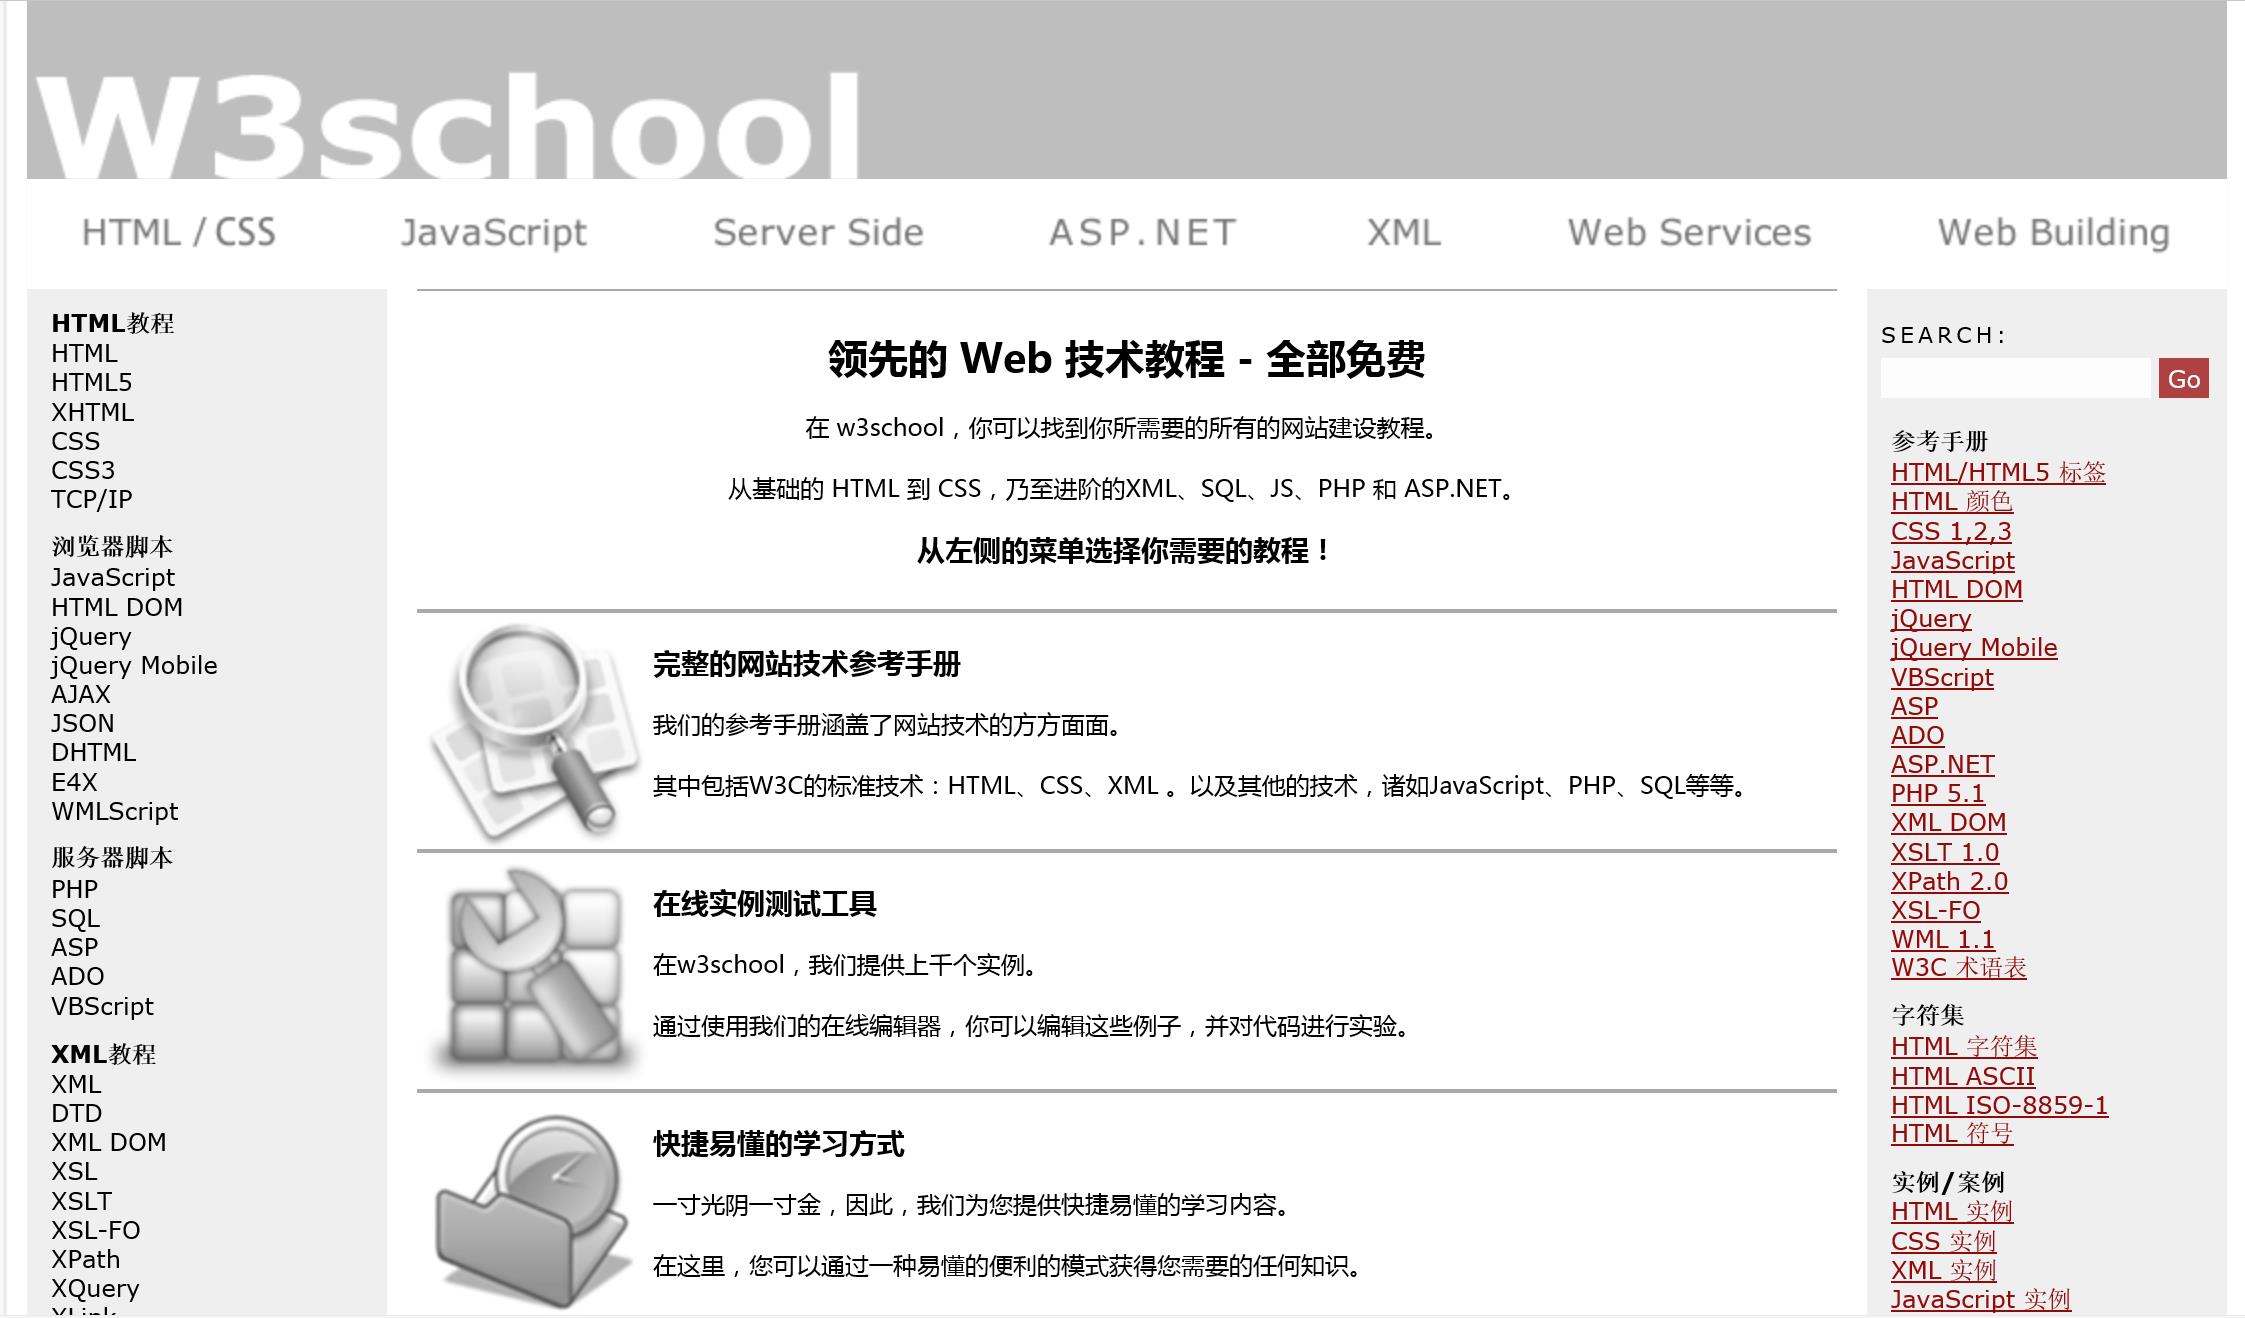 W3school
HTML / CSS
JavaScript
Server Side
ASP.NET
XML
Web Services
Web Building
HTML教程
HTML
HTML5
XHTML
CSS
CSS3
TCP/IP
浏览器脚本
JavaScript
HTML DOM
jQuery
jQuery Mobile
AJAX
JSON
DHTML
E4X
WMLScript
服务器脚本
PHP
SQL
ASP
ADO
VBScript
XML教程
XML
DTD
XML DOM
XSL
XSLT
XSL-FO
XPath
XQuery
领先的 Web 技术教程 - 全部免费
在 w3school，你可以找到你所需要的所有的网站建设教程。
从基础的 HTML 到 CSS，乃至进阶的XML、SQL、JS、PHP 和 ASP.NET。
从左侧的菜单选择你需要的教程！
完整的网站技术参考手册
我们的参考手册涵盖了网站技术的方方面面。
其中包括W3C的标准技术：HTML、CSS、XML 。以及其他的技术，诸如JavaScript、PHP、SQL等等。
在线实例测试工具
在w3school，我们提供上千个实例。
通过使用我们的在线编辑器，你可以编辑这些例子，并对代码进行实验。
快捷易懂的学习方式
一寸光阴一寸金，因此，我们为您提供快捷易懂的学习内容。
在这里，您可以通过一种易懂的便利的模式获得您需要的任何知识。
SEARCH:
Go
参考手册
HTML/HTML5 标签
HTML 颜色
CSS 1,2,3
JavaScript
HTML DOM
jQuery
jQuery Mobile
VBScript
ASP
ADO
ASP.NET
PHP 5.1
XML DOM
XSLT 1.0
XPath 2.0
XSL-FO
WML 1.1
W3C 术语表
字符集
HTML 字符集
HTML ASCII
HTML ISO-8859-1
HTML 符号
实例/案例
HTML 实例
CSS 实例
XML 实例
JavaScript 实例